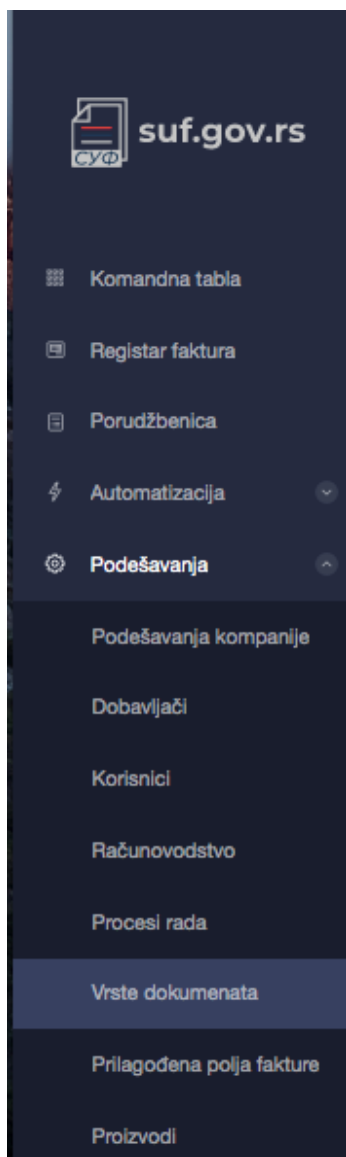 СУФ
suf.gov.rs
Komandna tabla
Registar faktura
Porudžbenica
Automatizacija
Podešavanja
Podešavanja kompanije
Dobavljači
Korisnici
Računovodstvo
Procesi rada
Vrste dokumenata
Prilagođena polja fakture
Proizvodi